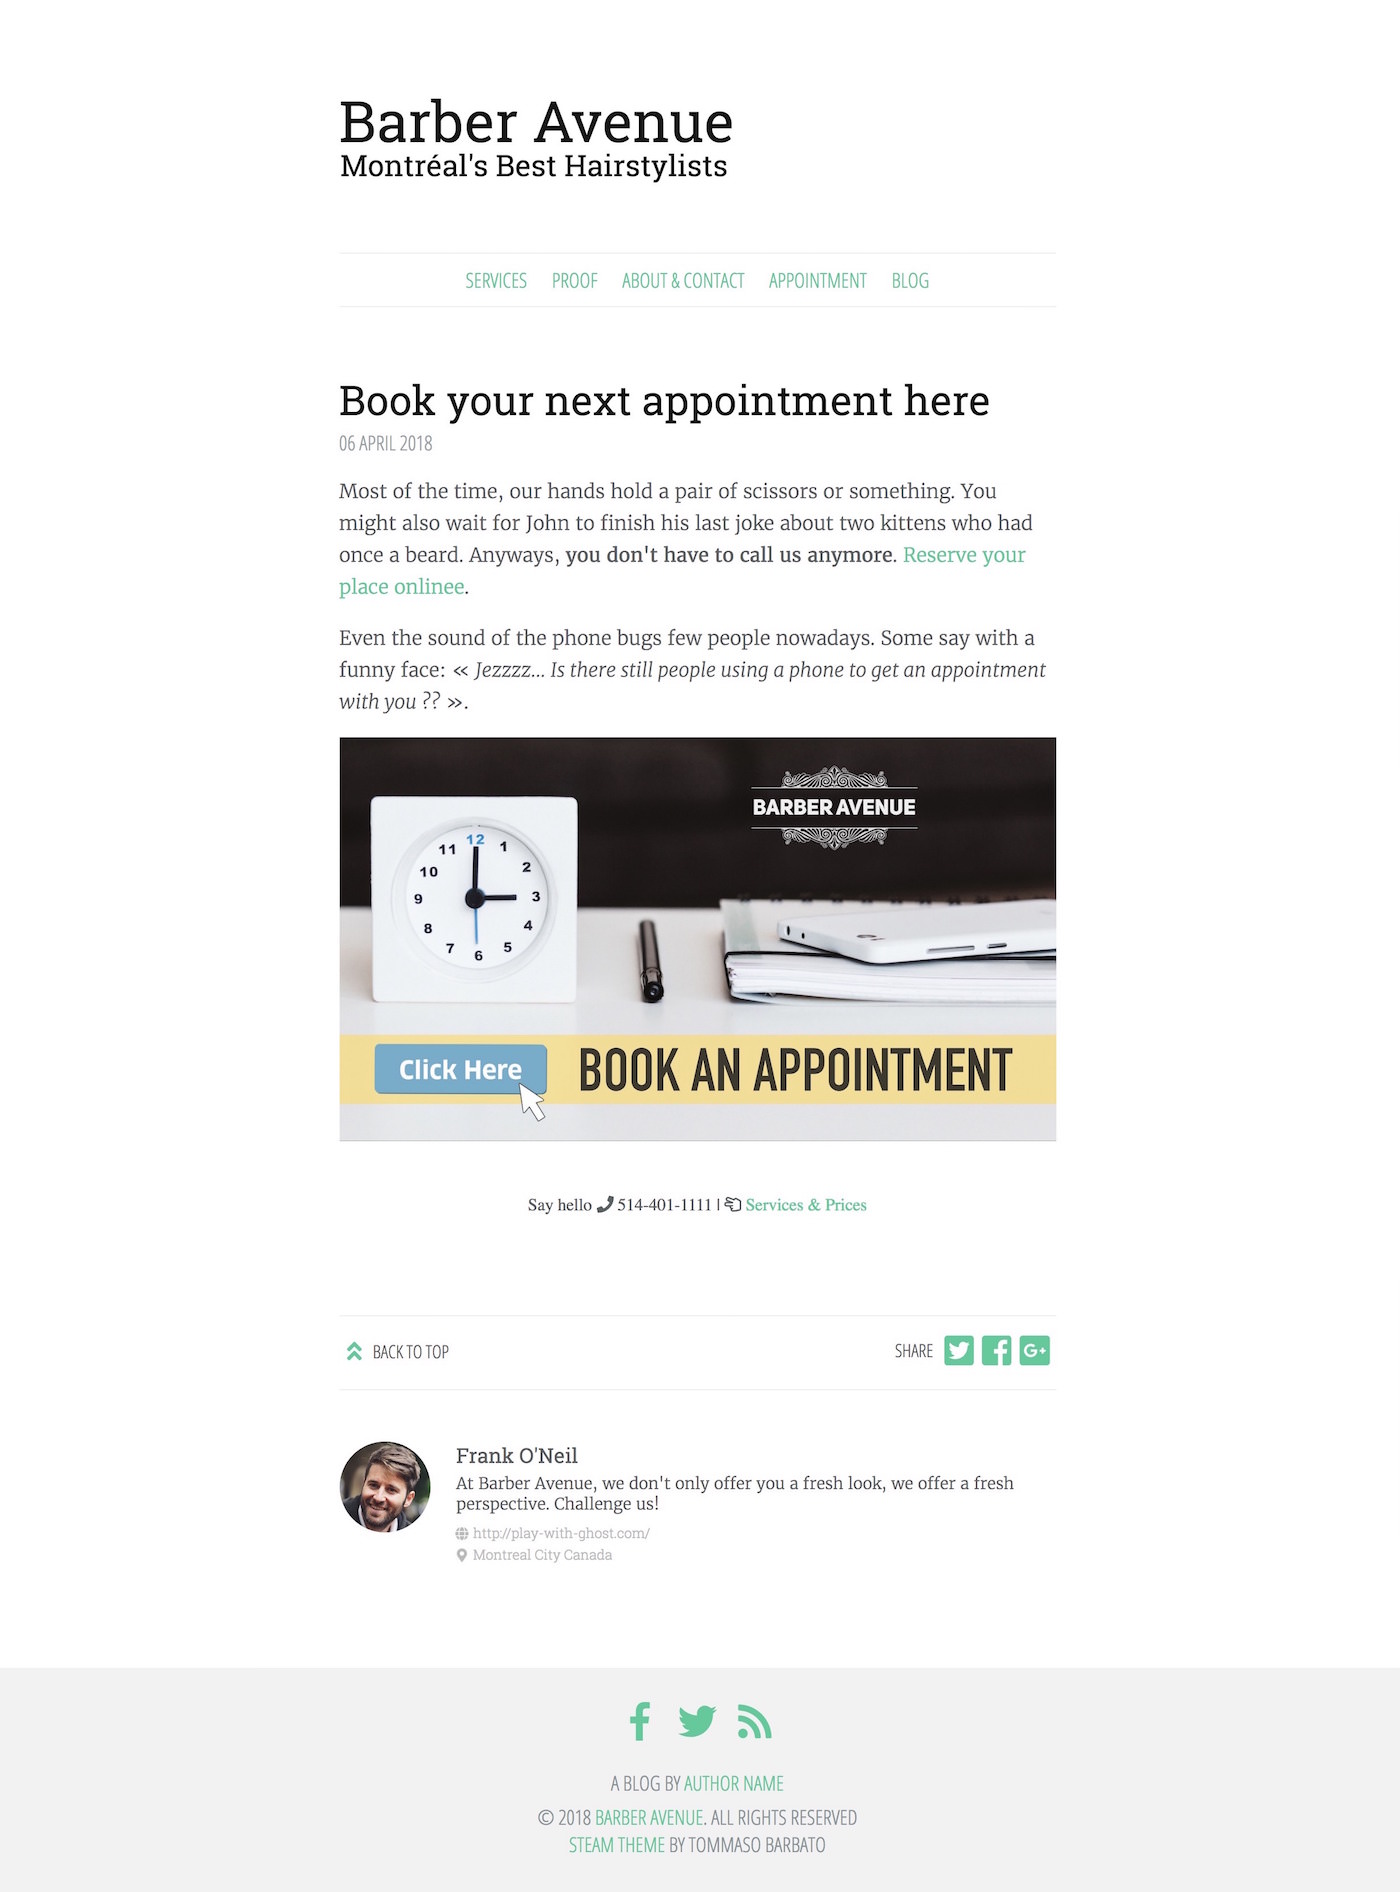 Barber Avenue
Montréal's Best Hairstylists
SERVICES PROOF ABOUT & CONTACT APPOINTMENT BLOG
Book your next appointment here
06 APRIL 2018
Most of the time, our hands hold a pair of scissors or something. You
might also wait for John to finish his last joke about two kittens who had
once a beard. Anyways, you don't have to call us anymore. Reserve your
place onlinee.
Even the sound of the phone bugs few people nowadays. Some say with a
funny face: « Jezzzz... Is there still people using a phone to get an appointment
with you ?? ».
BARBER AVENUE
12
11 1
10 2
9 3
8 4
7 5
6
Click Here BOOK AN APPOINTMENT
Say hello 514-401-1111 | Services & Prices
BACK TO TOP SHARE G+
Frank O'Neil
At Barber Avenue, we don't only offer you a fresh look, we offer a fresh
perspective. Challenge us!
http://play-with-ghost.com/
Montreal City Canada
A BLOG BY AUTHOR NAME
© 2018 BARBER AVENUE. ALL RIGHTS RESERVED
STEAM THEME BY TOMMASO BARBATO